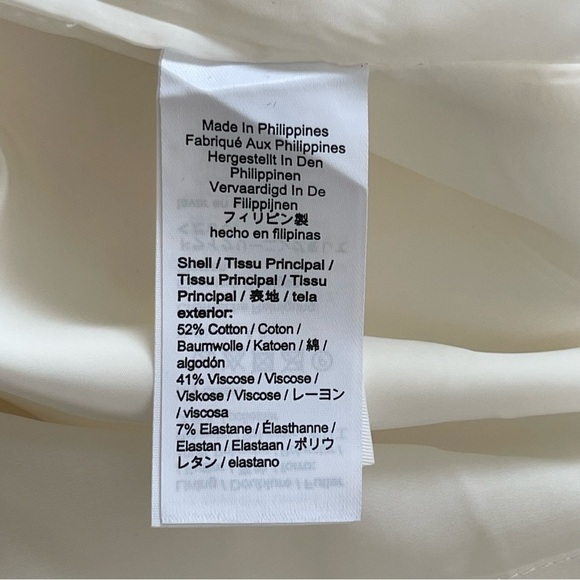 Made In Philippines
Fabriqué Aux Philippines
Hergestellt In Den
Philippinen
Vervaardigd In De
Filippijnen
フィリピン製
hecho en filipinas
Shell / Tissu Principal /
Tissu Principal / Tissu
Principal / 表地 / tela
exterior:
52% Cotton / Coton /
Baumwolle / Katoen / 綿 /
algodón
41% Viscose / Viscose /
Viskose / Viscose / レーヨン
/ viscosa
7% Elastane / Élasthanne /
Elastan / Elastaan / ポリウ
レタン / elastano